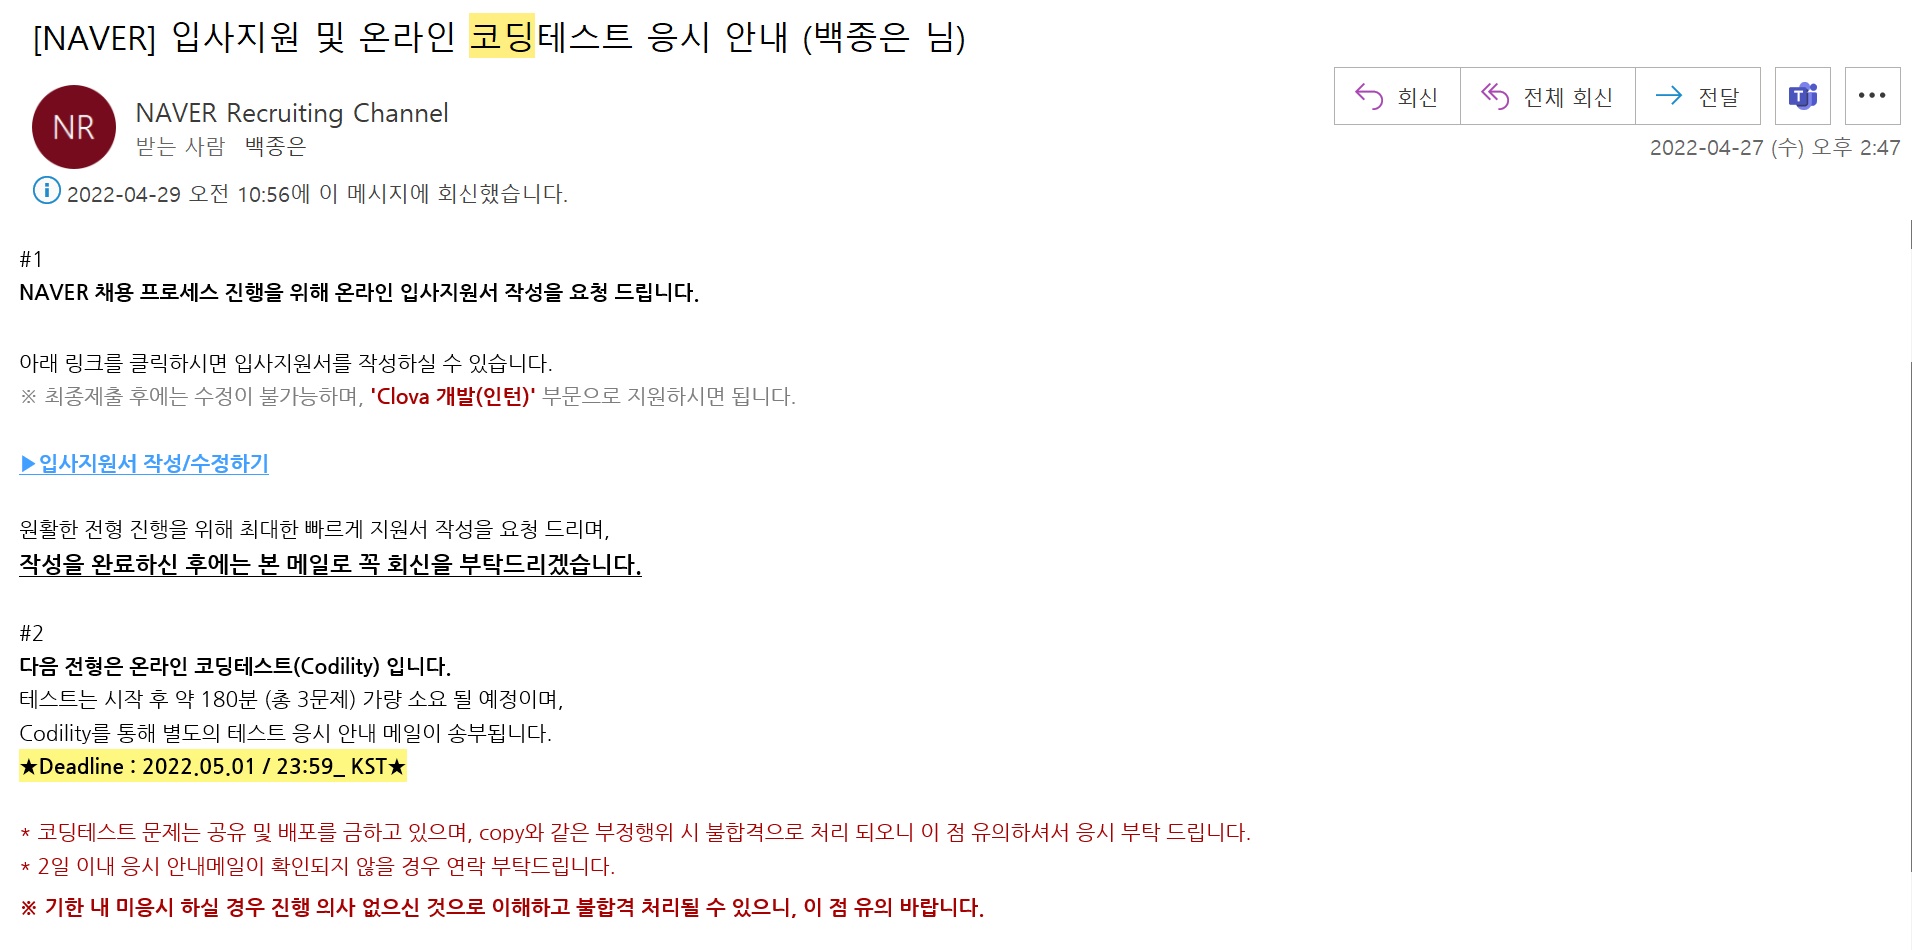 [NAVER] 입사지원 및 온라인 코딩테스트 응시 안내 (백종은 님)
NR
NAVER Recruiting Channel
받는 사람 백종은
회신
전체 회신
전달
2022-04-27 (수) 오후 2:47
2022-04-29 오전 10:56에 이 메시지에 회신했습니다.
#1
NAVER 채용 프로세스 진행을 위해 온라인 입사지원서 작성을 요청 드립니다.
아래 링크를 클릭하시면 입사지원서를 작성하실 수 있습니다.
※ 최종제출 후에는 수정이 불가능하며, 'Clova 개발(인턴)' 부문으로 지원하시면 됩니다.
▶입사지원서 작성/수정하기
원활한 전형 진행을 위해 최대한 빠르게 지원서 작성을 요청 드리며,
작성을 완료하신 후에는 본 메일로 꼭 회신을 부탁드리겠습니다.
#2
다음 전형은 온라인 코딩테스트(Codility) 입니다.
테스트는 시작 후 약 180분 (총 3문제) 가량 소요 될 예정이며,
Codility를 통해 별도의 테스트 응시 안내 메일이 송부됩니다.
★Deadline : 2022.05.01 / 23:59_ KST★
* 코딩테스트 문제는 공유 및 배포를 금하고 있으며, copy와 같은 부정행위 시 불합격으로 처리 되오니 이 점 유의하셔서 응시 부탁 드립니다.
* 2일 이내 응시 안내메일이 확인되지 않을 경우 연락 부탁드립니다.
※ 기한 내 미응시 하실 경우 진행 의사 없으신 것으로 이해하고 불합격 처리될 수 있으니, 이 점 유의 바랍니다.